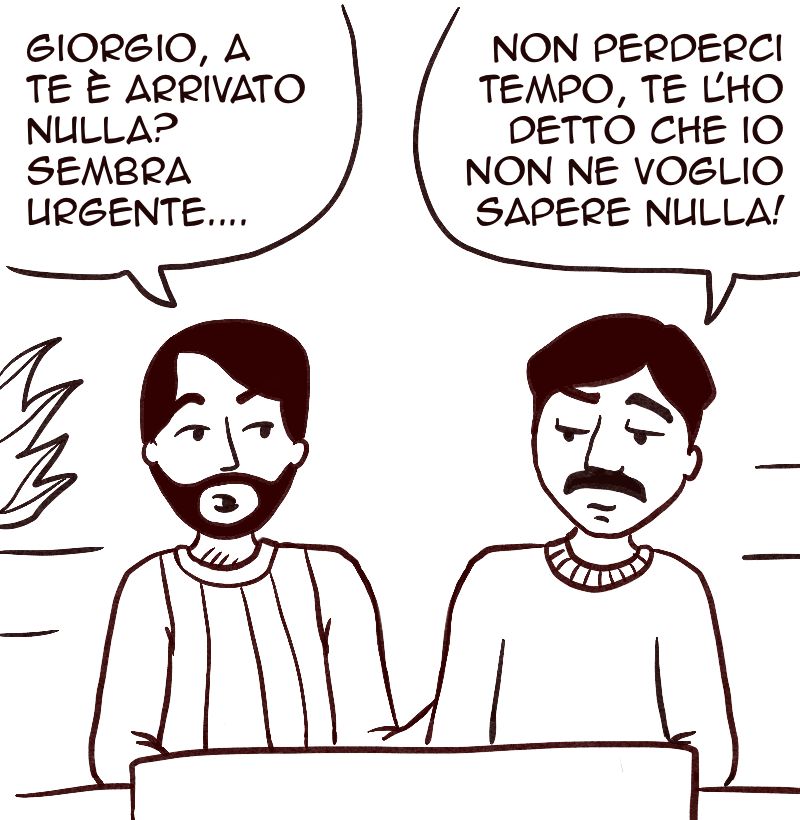 GIORGIO, A
TE È ARRIVATO
NULLA?
SEMBRA
URGENTE....
NON PERDERCI
TEMPO, TE L'HO
DETTO CHE IO
NON NE VOGLIO
SAPERE NULLA!